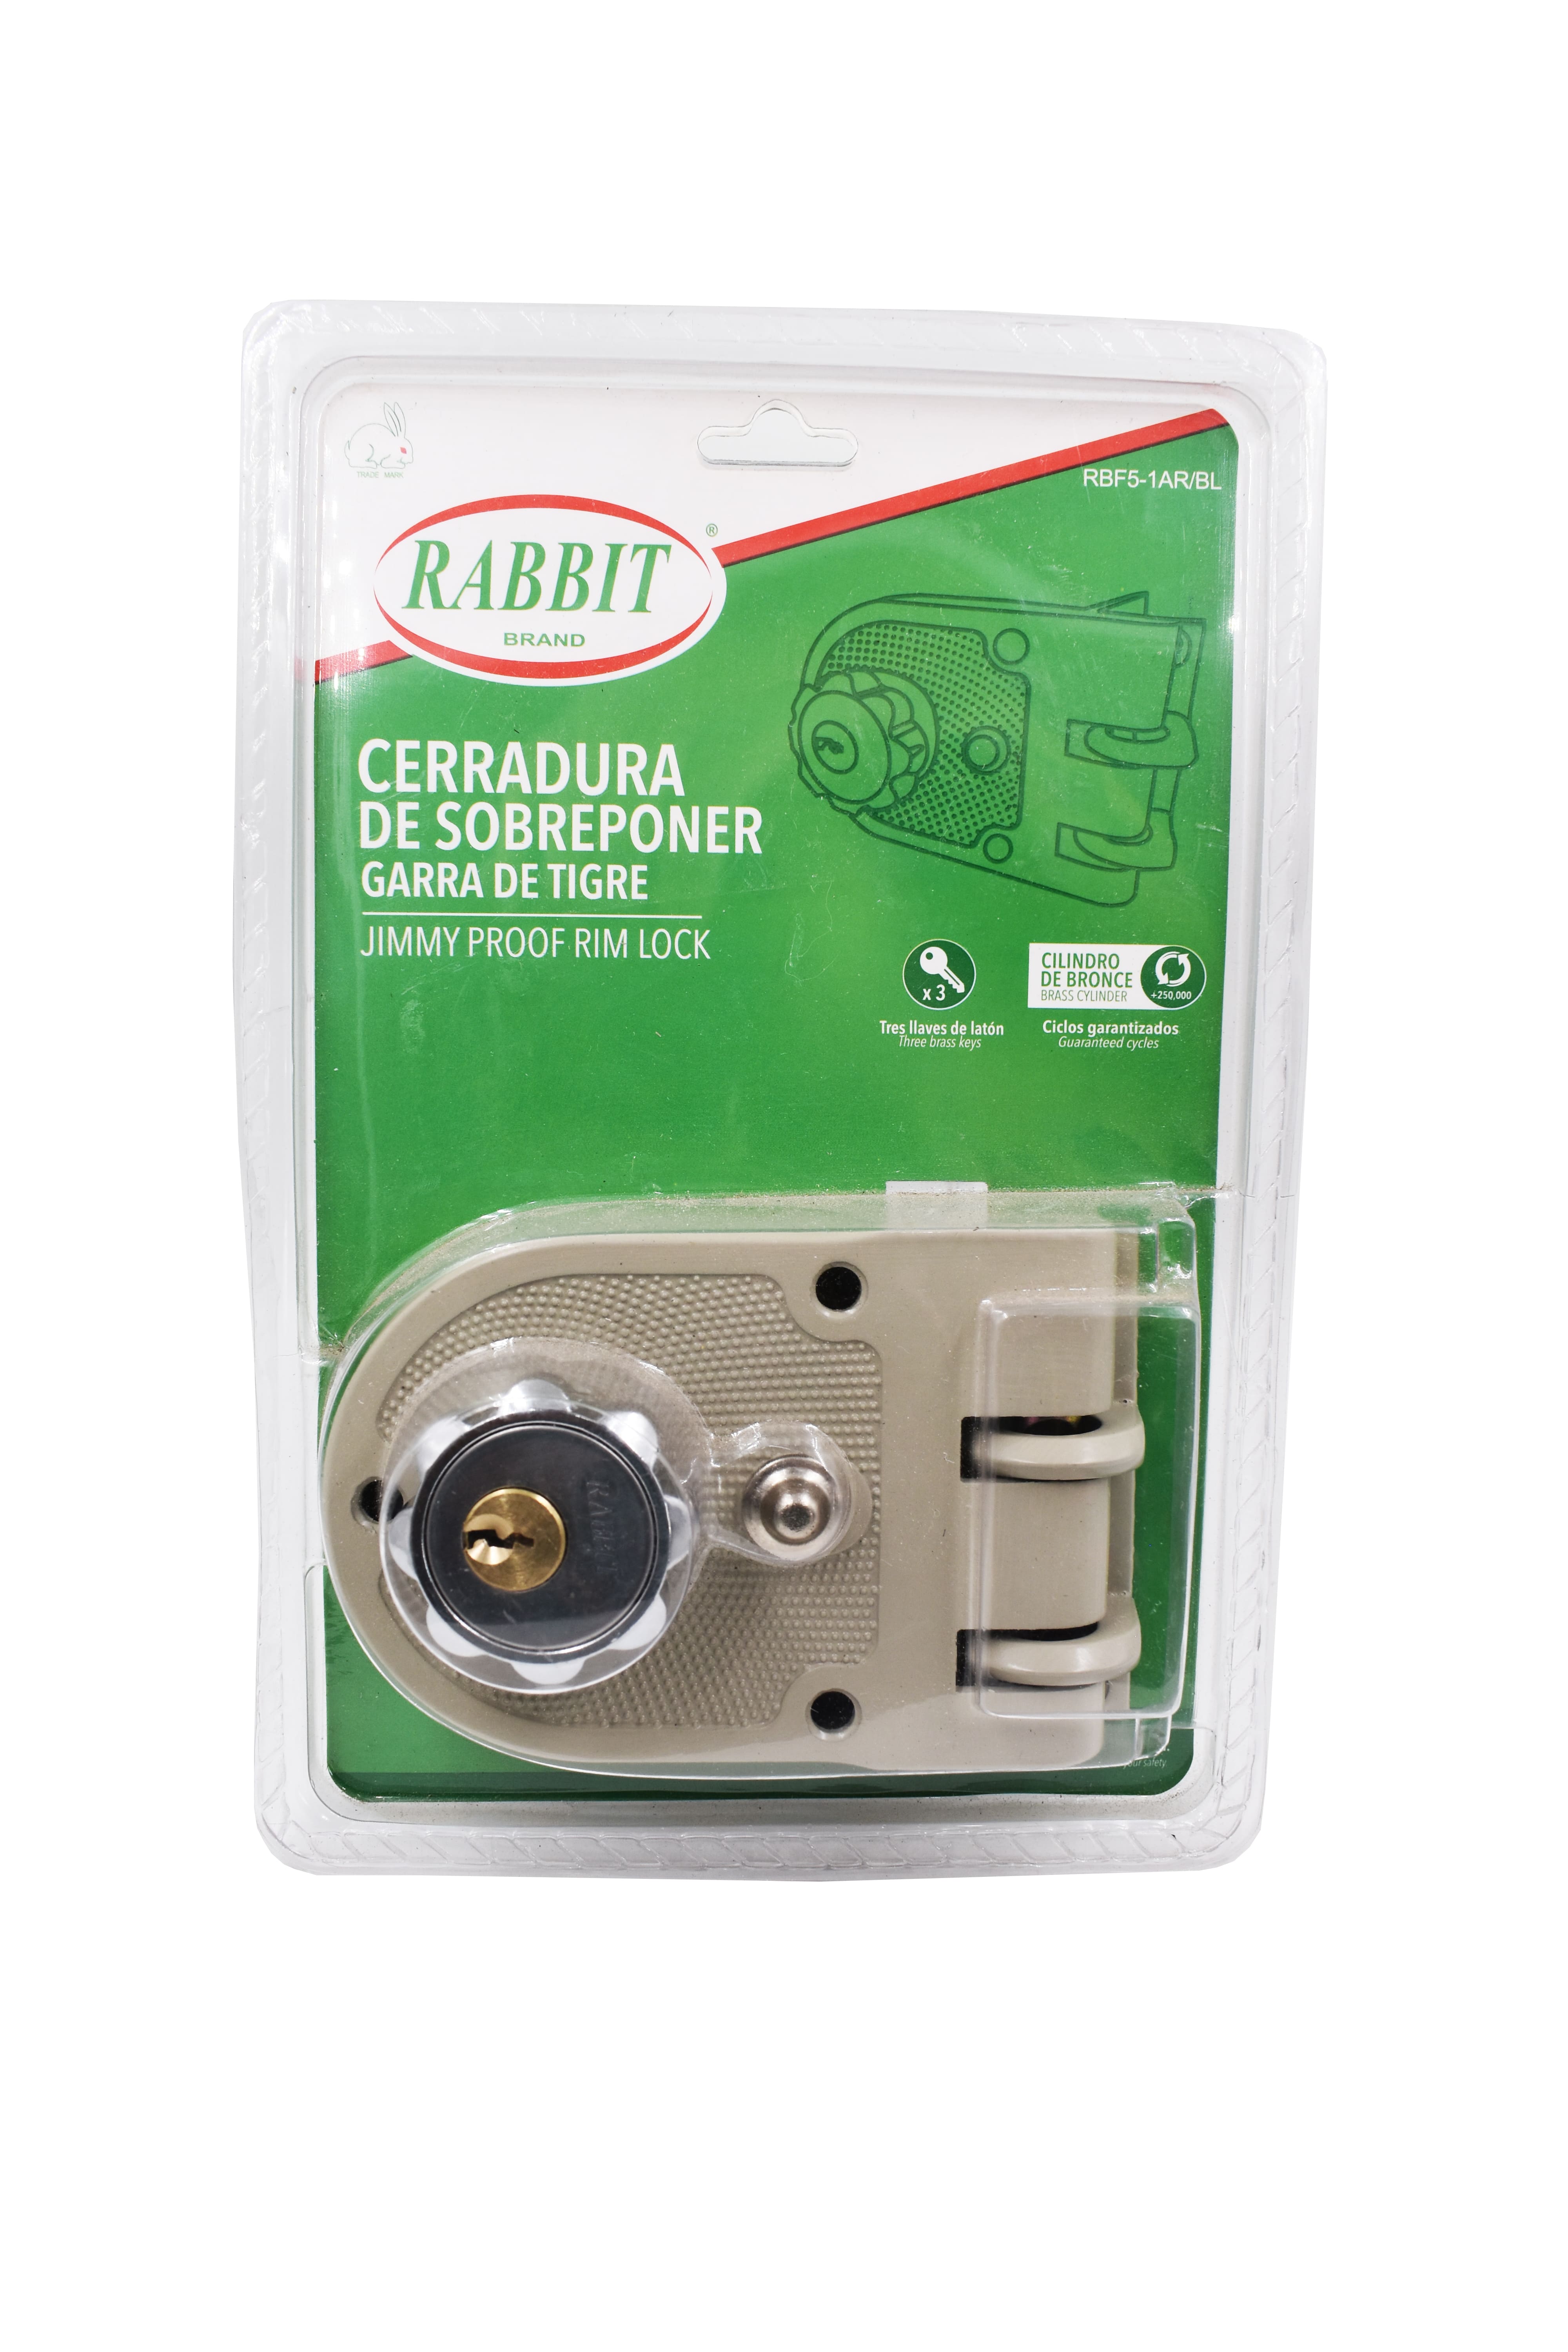 TRADE MARK
RBF5-1AR/BL
RABBIT®
BRAND
CERRADURA
DE SOBREPONER
GARRA DE TIGRE
JIMMY PROOF RIM LOCK
x 3
Tres llaves de latón
Three brass keys
CILINDRO
DE BRONCE
BRASS CYLINDER
+250,000
Ciclos garantizados
Guaranteed cycles
RABBIT
your safety